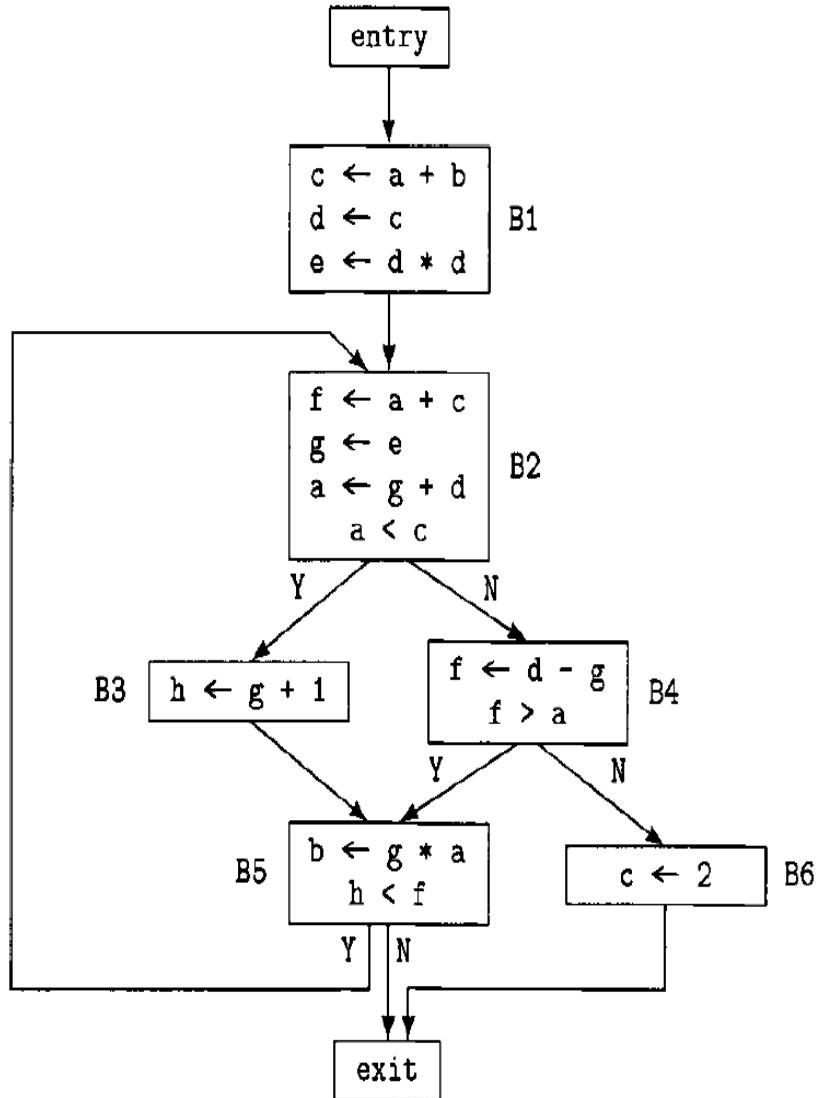 entry
c ← a + b
d ← c
e ← d * d
B1
f ← a + c
g ← e
a ← g + d
a < c
B2
Y
N
B3
h ← g + 1
f ← d - g
f > a
B4
Y
N
B5
b ← g * a
h < f
c ← 2
B6
Y
N
exit